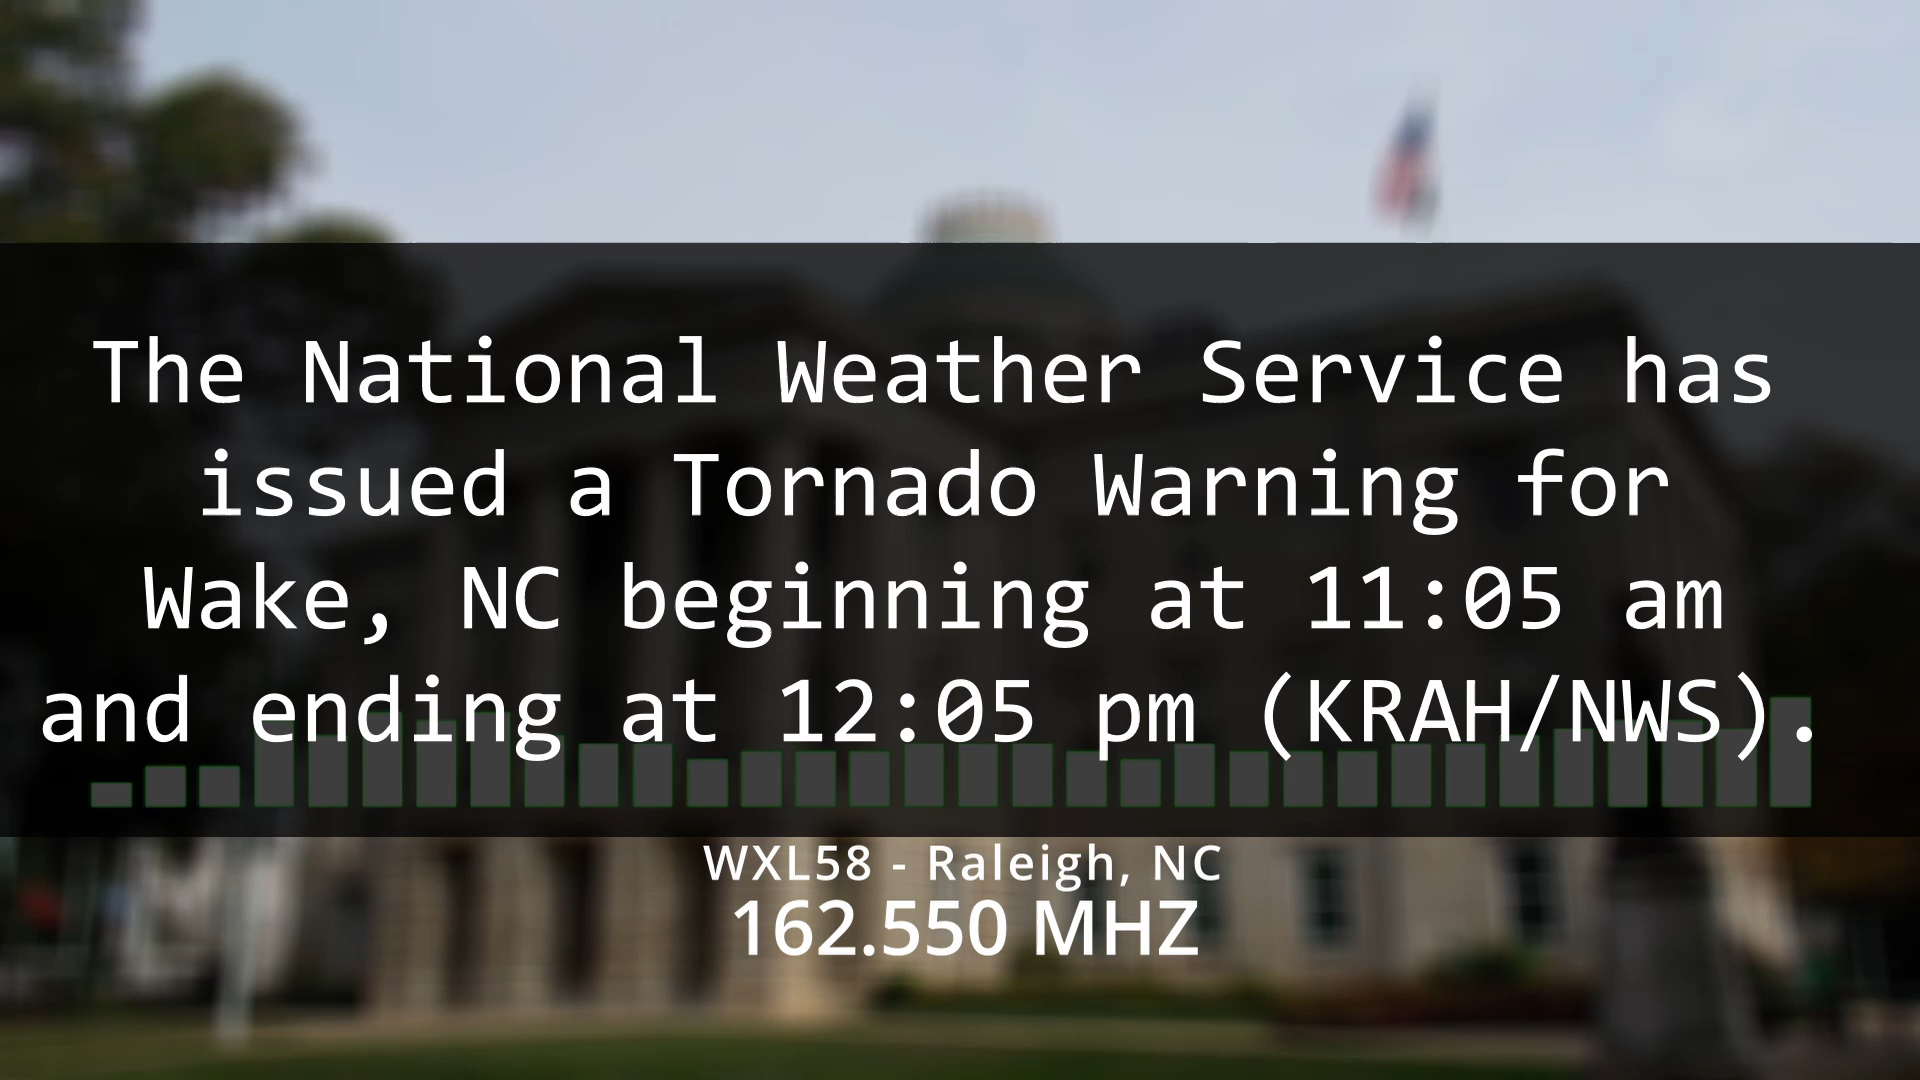 The National Weather Service has
issued a Tornado Warning for
Wake, NC beginning at 11:05 am
and ending at 12:05 pm (KRAH/NWS).
WXL58 - Raleigh, NC
162.550 MHZ